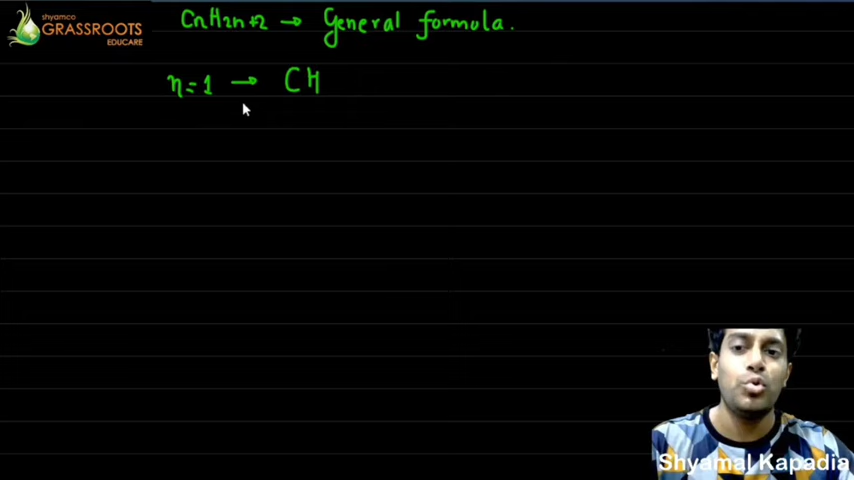 shyamco
GRASSROOTS
EDUCARE
CnH2n+2 → General formula.
n=1 → CH
Shyamal Kapadia